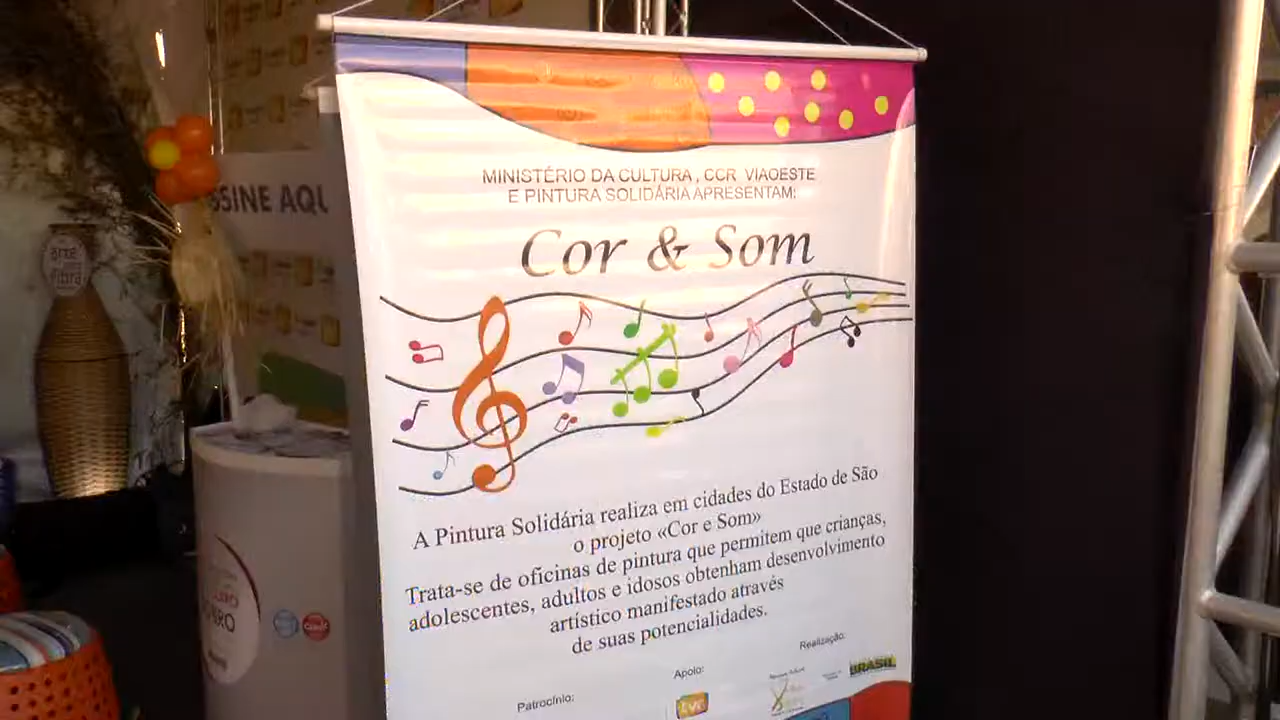 MINISTÉRIO DA CULTURA , CCR VIAOESTE
E PINTURA SOLIDÁRIA APRESENTAM:
Cor & Som
A Pintura Solidária realiza em cidades do Estado de São
o projeto «Cor e Som»
Trata-se de oficinas de pintura que permitem que crianças,
adolescentes, adultos e idosos obtenham desenvolvimento
artístico manifestado através
de suas potencialidades.
Patrocínio:
Apoio:
Realização:
tvc
BRASIL
SSINE AQU
arte
fibra